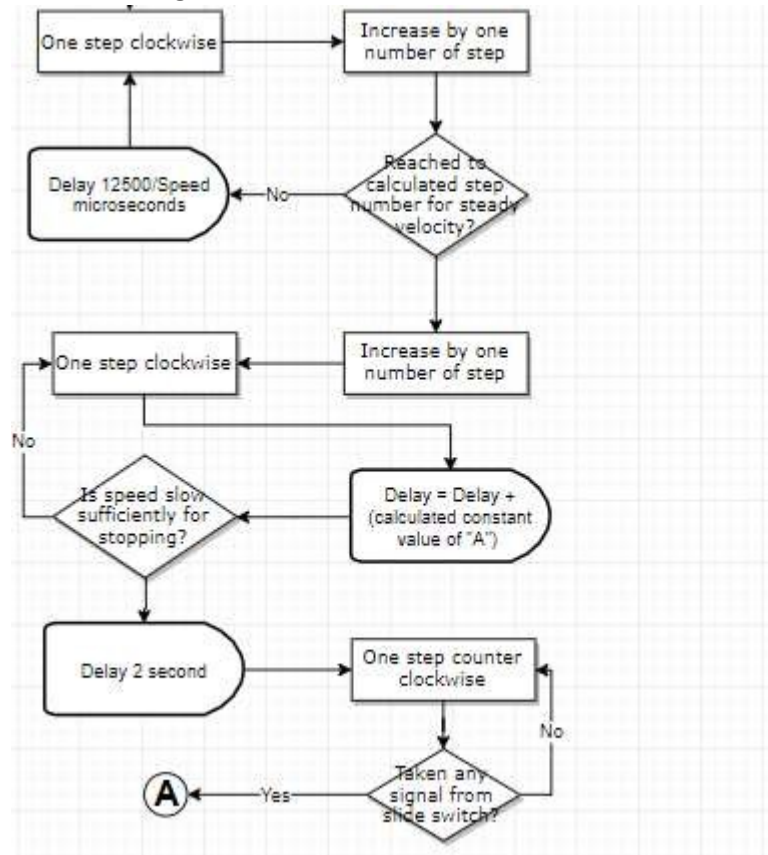 One step clockwise
Increase by one
number of step
Reached to
calculated step
number for steady
velocity?
No
Delay 12500/Speed
microseconds
Increase by one
number of step
One step clockwise
No
Delay = Delay +
(calculated constant
value of "A")
Is speed slow
sufficiently for
stopping?
Delay 2 second
One step counter
clockwise
No
Taken any
signal from
slide switch?
Yes
A